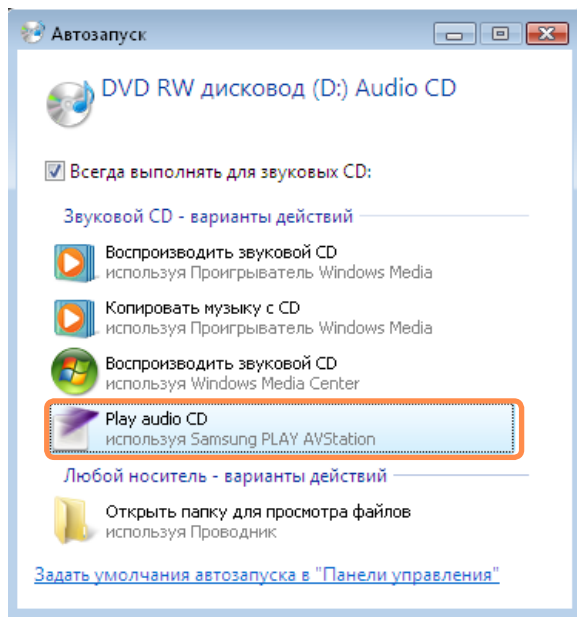 Автозапуск
DVD RW дисковод (D:) Audio CD
Всегда выполнять для звуковых CD:
Звуковой CD - варианты действий
Воспроизводить звуковой CD
используя Проигрыватель Windows Media
Копировать музыку с CD
используя Проигрыватель Windows Media
Воспроизводить звуковой CD
используя Windows Media Center
Play audio CD
используя Samsung PLAY AVStation
Любой носитель - варианты действий
Открыть папку для просмотра файлов
используя Проводник
Задать умолчания автозапуска в "Панели управления"